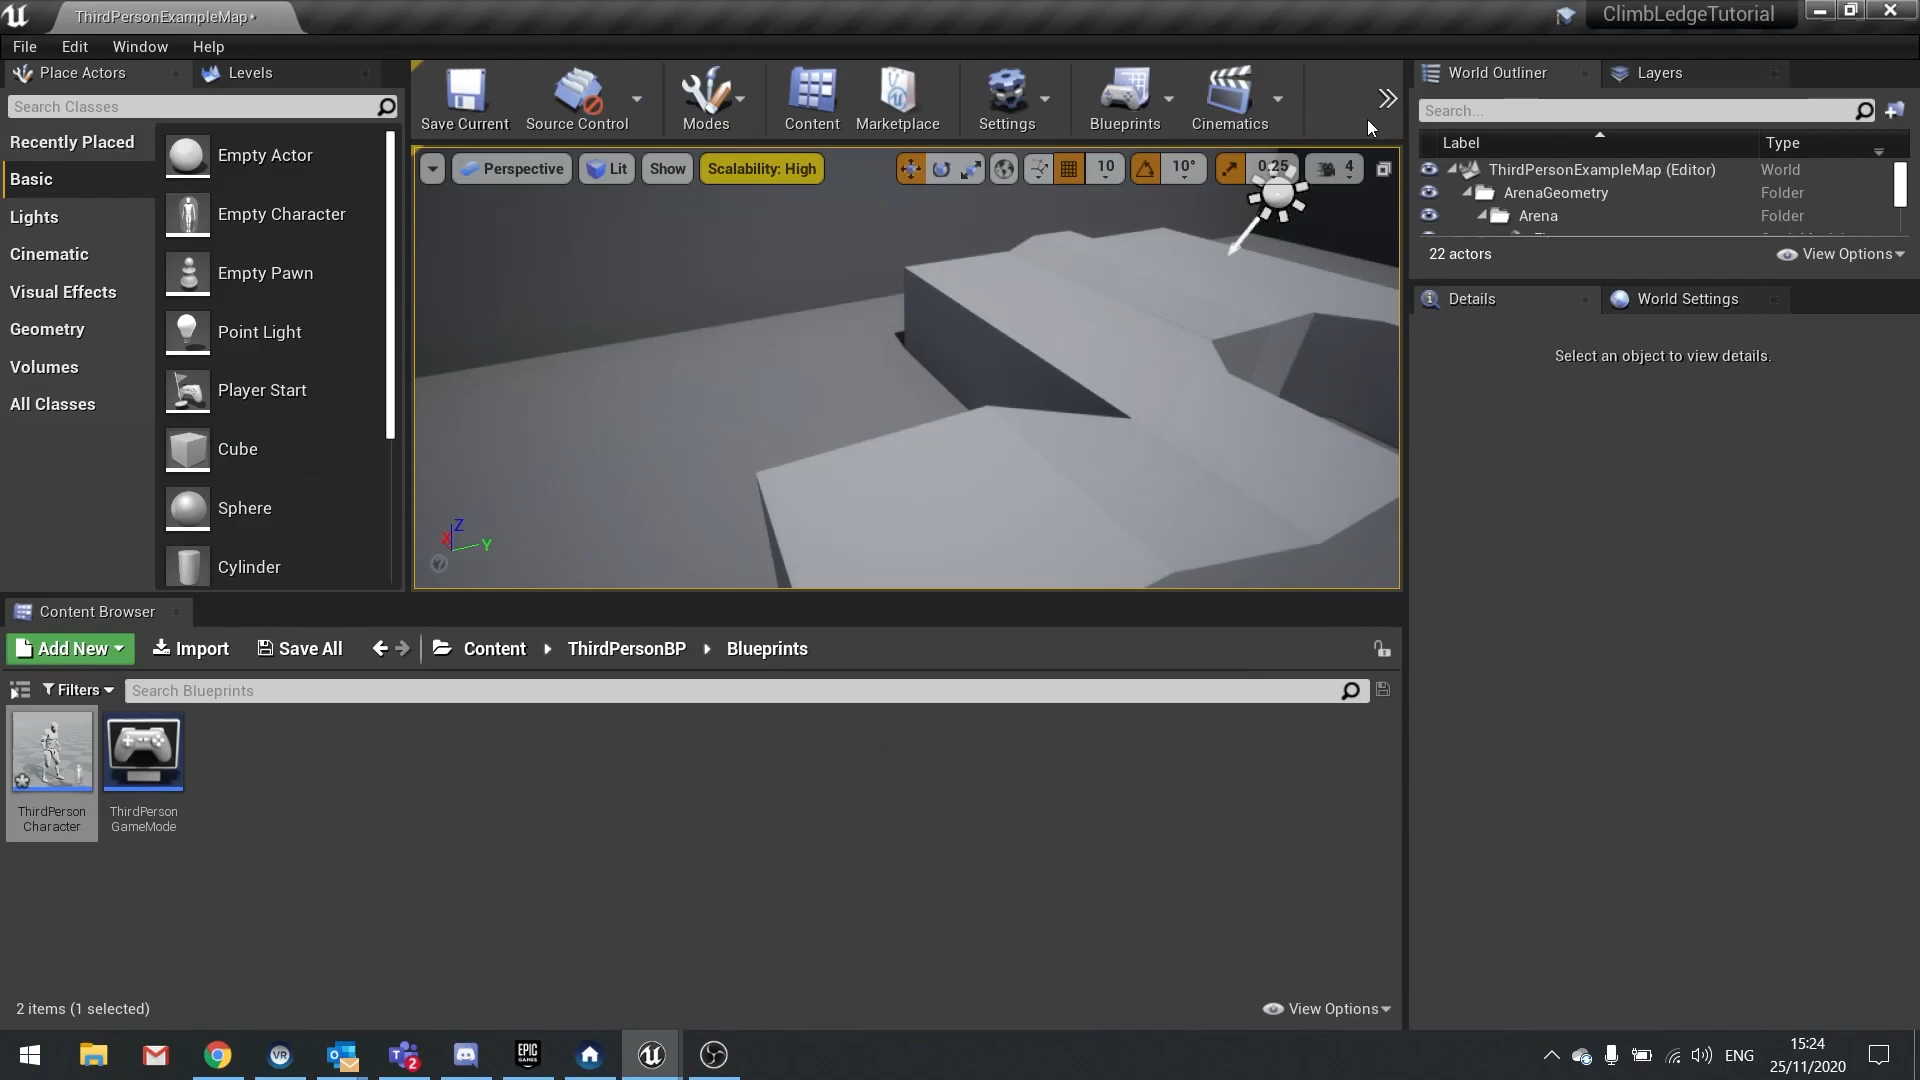 ThirdPersonExampleMap*
ClimbLedgeTutorial
File Edit Window Help
Place Actors
Levels
Search Classes
Recently Placed
Basic
Lights
Cinematic
Visual Effects
Geometry
Volumes
All Classes
Empty Actor
Empty Character
Empty Pawn
Point Light
Player Start
Cube
Sphere
Cylinder
Save Current
Source Control
Modes
Content
Marketplace
Settings
Blueprints
Cinematics
Perspective
Lit
Show
Scalability: High
10
10°
0.25
4
Z
X
Y
World Outliner
Layers
Search...
Label
Type
ThirdPersonExampleMap (Editor) World
ArenaGeometry Folder
Arena Folder
22 actors
View Options
Details
World Settings
Select an object to view details.
Content Browser
Add New
Import
Save All
Content
ThirdPersonBP
Blueprints
Filters
Search Blueprints
ThirdPerson
Character
ThirdPerson
GameMode
2 items (1 selected)
View Options
VR
2
EPIC
GAMES
ENG
15:24
25/11/2020